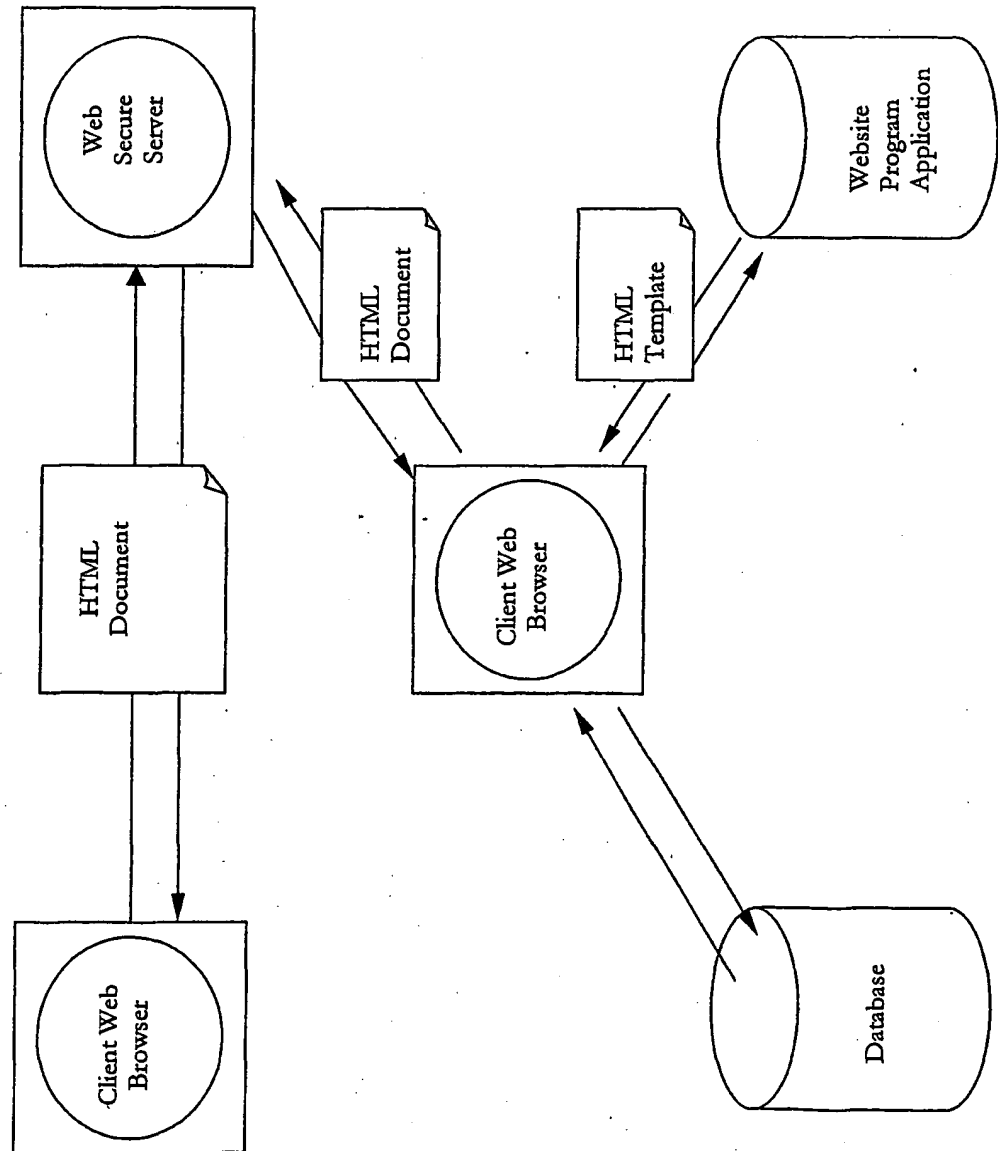 Client Web
Browser
HTML
Document
Web
Secure
Server
HTML
Document
Client Web
Browser
HTML
Template
Database
Website
Program
Application